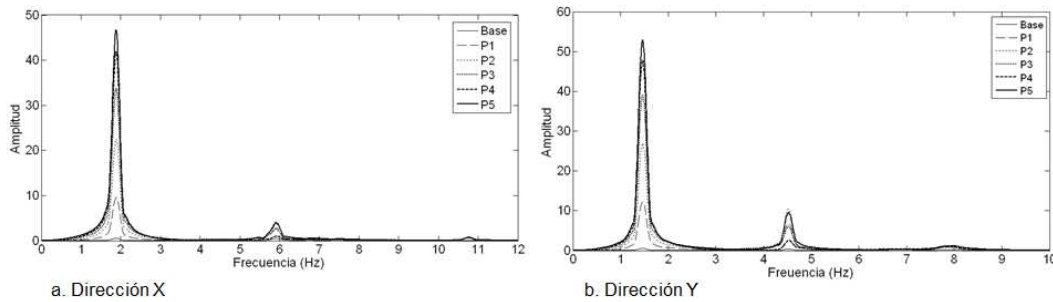 50
40
30
20
10
0
Amplitud
0 1 2 3 4 5 6 7 8 9 10 11 12
Frecuencia (Hz)
Base
P1
P2
P3
P4
P5
a. Dirección X
60
50
40
30
20
10
0
Amplitud
0 1 2 3 4 5 6 7 8 9 10
Freuencia (Hz)
Base
P1
P2
P3
P4
P5
b. Dirección Y